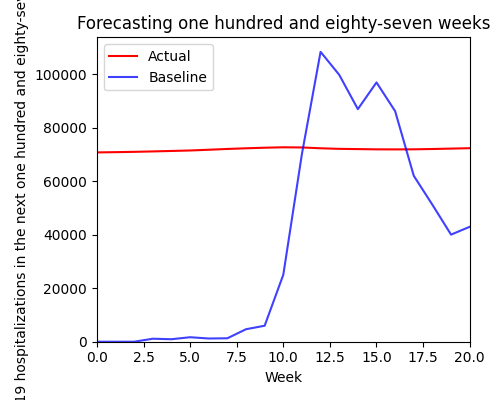 Forecasting one hundred and eighty-seven weeks
Actual
Baseline
100000
80000
60000
40000
20000
0
19 hospitalizations in the next one hundred and
0.0 2.5 5.0 7.5 10.0 12.5 15.0 17.5 20.0
Week